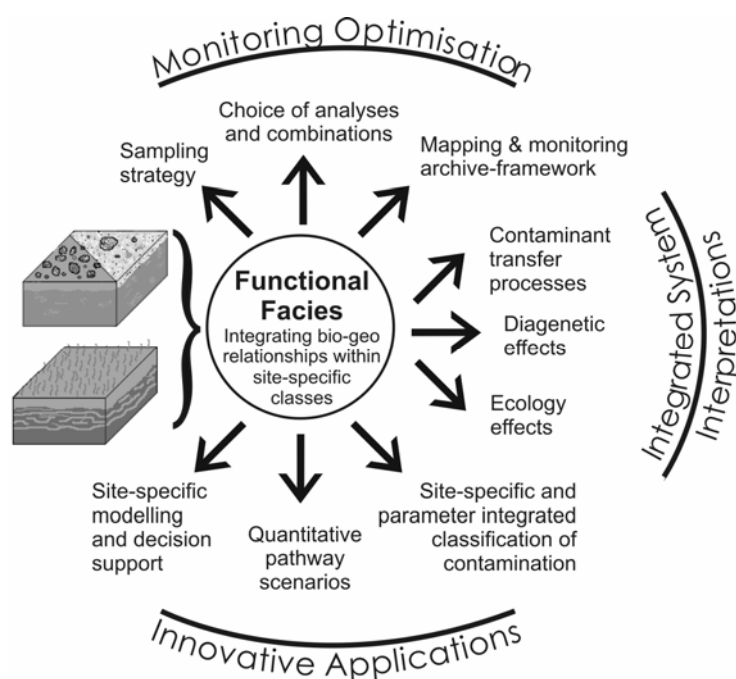 Monitoring Optimisation
Choice of analyses
and combinations
Sampling
strategy
Mapping & monitoring
archive-framework
Contaminant
transfer
processes
Diagenetic
effects
Ecology
effects
Integrated System
Interpretations
Functional
Facies
Integrating bio-geo
relationships within
site-specific
classes
Site-specific
modelling
and decision
support
Quantitative
pathway
scenarios
Site-specific and
parameter integrated
classification of
contamination
Innovative Applications